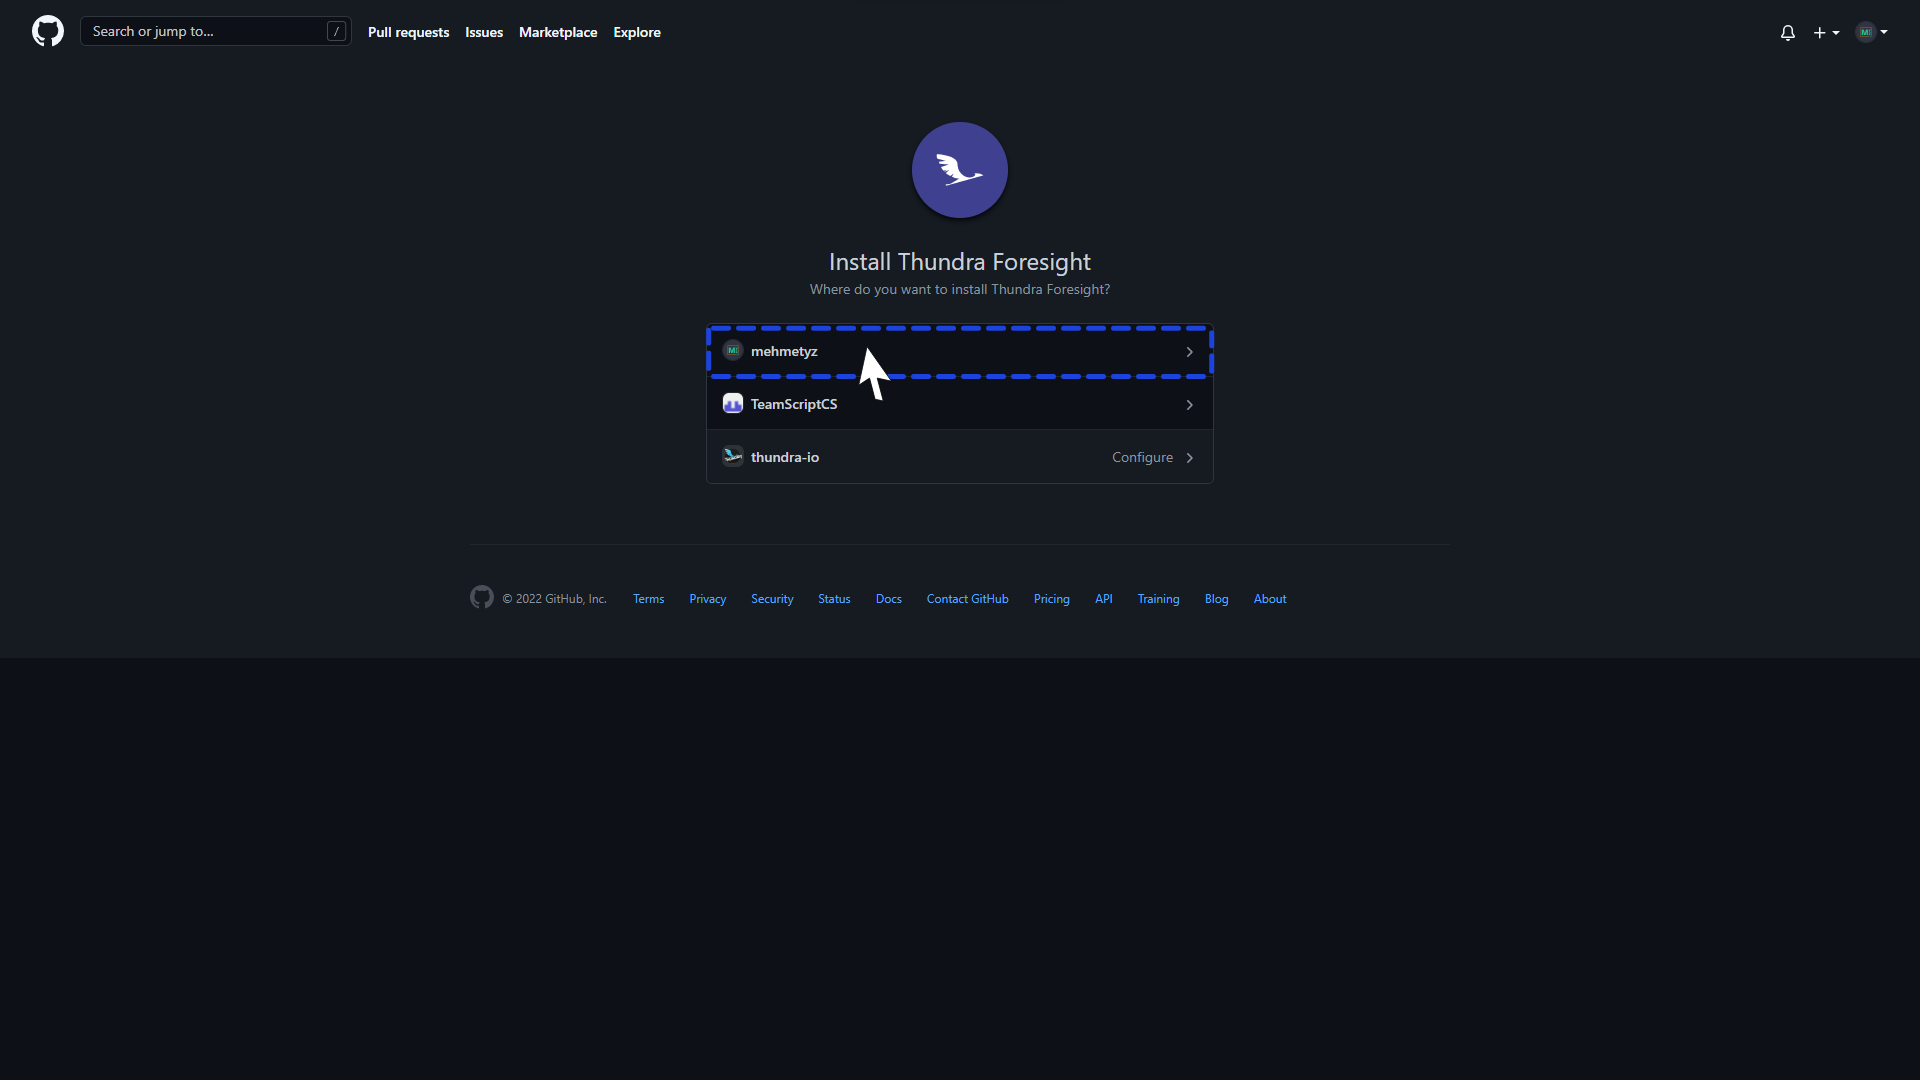 Search or jump to... /
Pull requests Issues Marketplace Explore
Install Thundra Foresight
Where do you want to install Thundra Foresight?
mehmetyz
TeamScriptCS
thundra-io Configure
© 2022 GitHub, Inc. Terms Privacy Security Status Docs Contact GitHub Pricing API Training Blog About